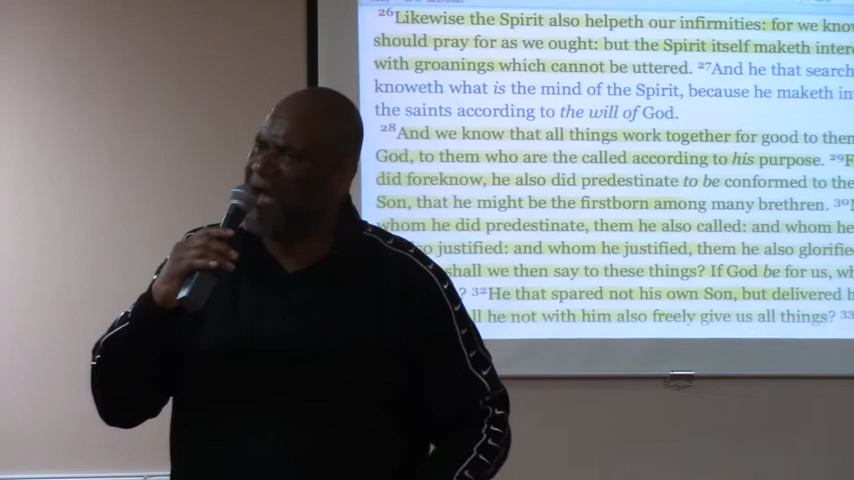 26Likewise the Spirit also helpeth our infirmities: for we know
should pray for as we ought: but the Spirit itself maketh
with groanings which cannot be uttered. 27And he that
knoweth what is the mind of the Spirit, because he maketh
the saints according to the will of God.
28And we know that all things work together for good to them
God, to them who are the called according to his purpose. 29
did foreknow, he also did predestinate to be conformed to the
Son, that he might be the firstborn among many brethren. 30
whom he did predestinate, them he also called: and whom he
justified: and whom he justified, them he also glorified
shall we then say to these things? If God be for us,
? 32He that spared not his own Son, but delivered
he not with him also freely give us all things? 33